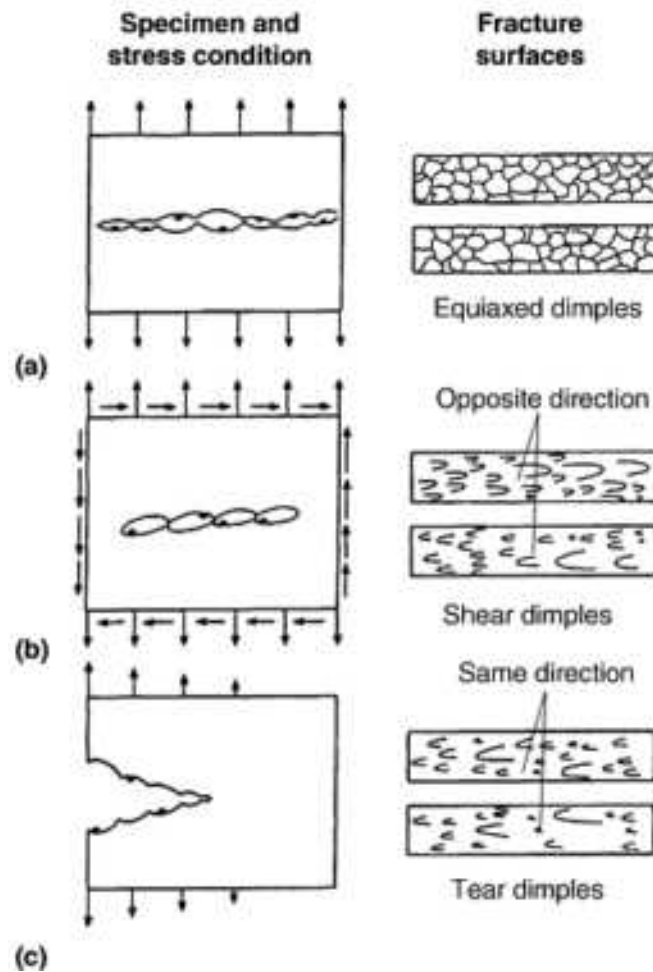 Specimen and
stress condition
Fracture
surfaces
Equiaxed dimples
(a)
Opposite direction
Shear dimples
(b)
Same direction
Tear dimples
(c)